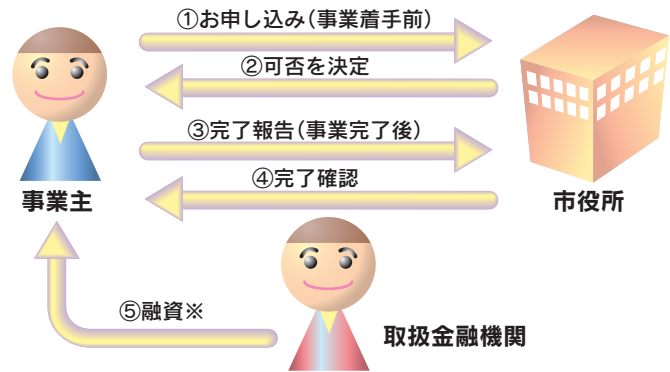 ①お申し込み(事業着手前)
②可否を決定
③完了報告(事業完了後)
④完了確認
事業主
市役所
⑤融資※
取扱金融機関